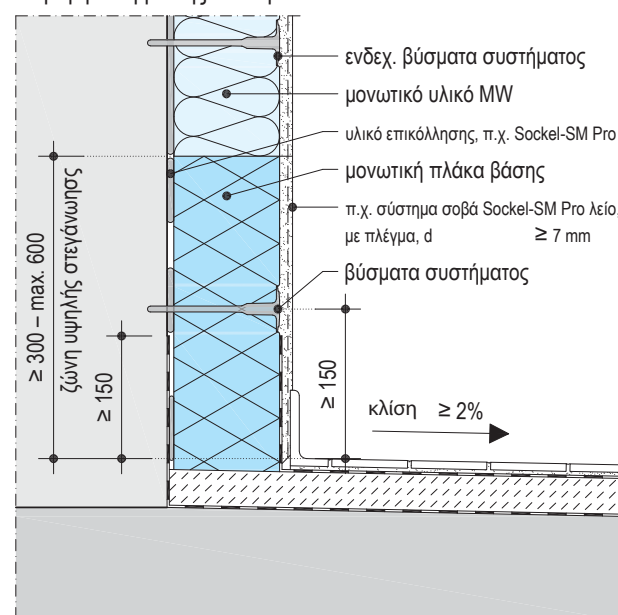 ενδεχ. βύσματα συστήματος
μονωτικό υλικό MW
υλικό επικόλλησης, π.χ. Sockel-SM Pro
μονωτική πλάκα βάσης
π.χ. σύστημα σοβά Sockel-SM Pro λείο,
με πλέγμα, d ≥ 7 mm
βύσματα συστήματος
≥ 300 – max. 600
ζώνη υψηλής στεγάνωησς
≥ 150
≥ 150
κλίση ≥ 2%